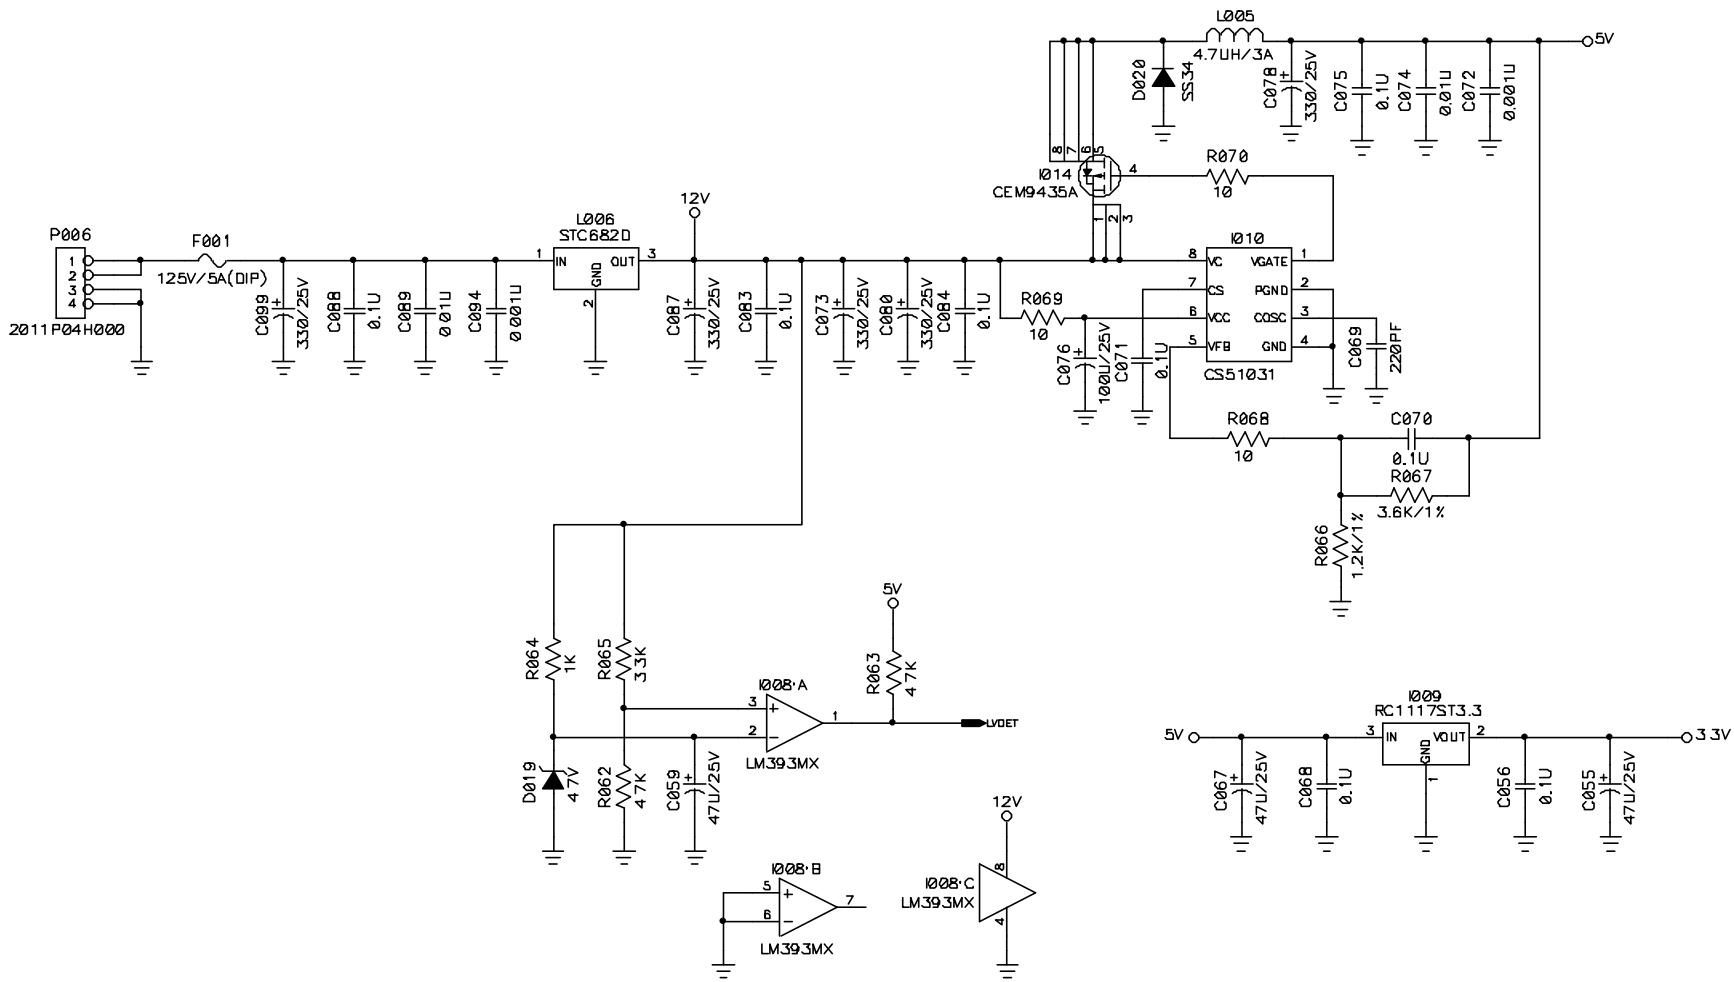 L005
4.7UH/3A
5V
D020
SS34
C078
330/25V
C075
0.1U
C074
0.01U
C072
0.001U
8
7
6
5
I014
CEM9435A
4
R070
10
1
2
3
12V
P006
1
2
3
4
2011P04H000
F001
125V/5A(DIP)
L006
STC682D
1
IN
OUT
3
GND
2
C099
330/25V
C088
0.1U
C089
0.01U
C094
0.001U
C087
330/25V
C083
0.1U
C073
330/25V
C080
330/25V
C084
0.1U
R069
10
C076
100U/25V
C071
0.1U
I010
8
VC
VGATE
1
7
CS
PGND
2
6
VCC
COSC
3
5
VFB
GND
4
CS51031
C069
220PF
R068
10
C070
0.1U
R067
3.6K/1%
R066
1.2K/1%
5V
R064
1K
R065
3.3K
R063
4.7K
I008·A
3
+
2
-
1
LVDET
LM393MX
D019
4.7V
R062
4.7K
C059
47U/25V
I009
RC1117ST3.3
5V
3
IN
VOUT
2
3.3V
GND
1
C067
47U/25V
C068
0.1U
C056
0.1U
C055
47U/25V
12V
I008·B
5
+
6
-
7
LM393MX
8
I008·C
LM393MX
4